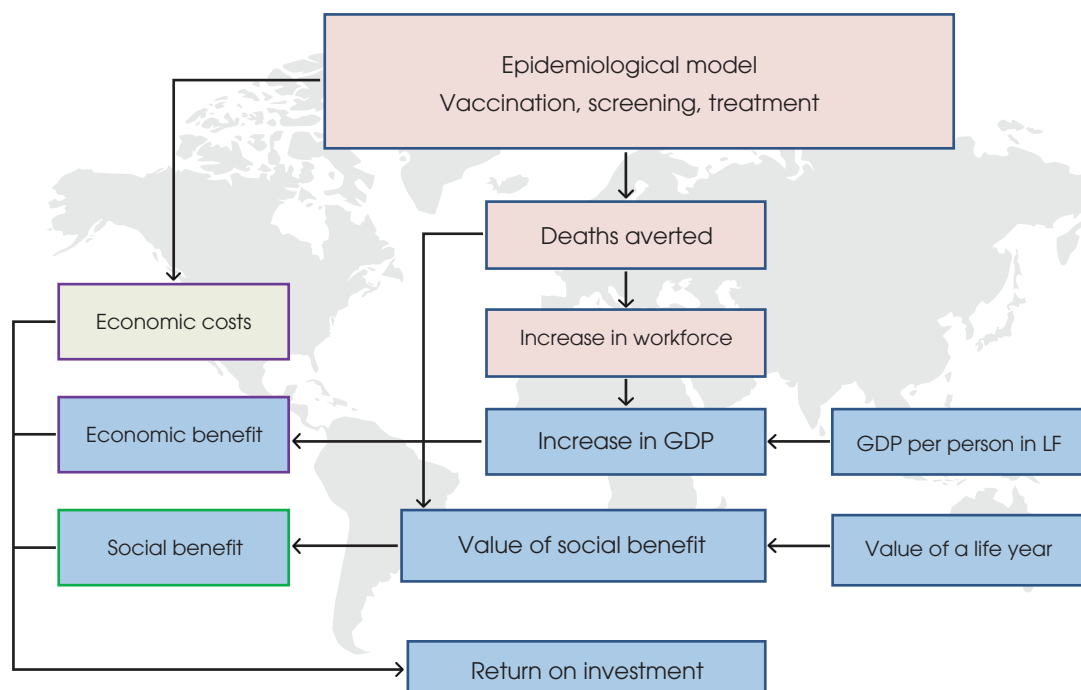 Epidemiological model
Vaccination, screening, treatment
Deaths averted
Economic costs
Increase in workforce
Economic benefit
Increase in GDP
GDP per person in LF
Social benefit
Value of social benefit
Value of a life year
Return on investment